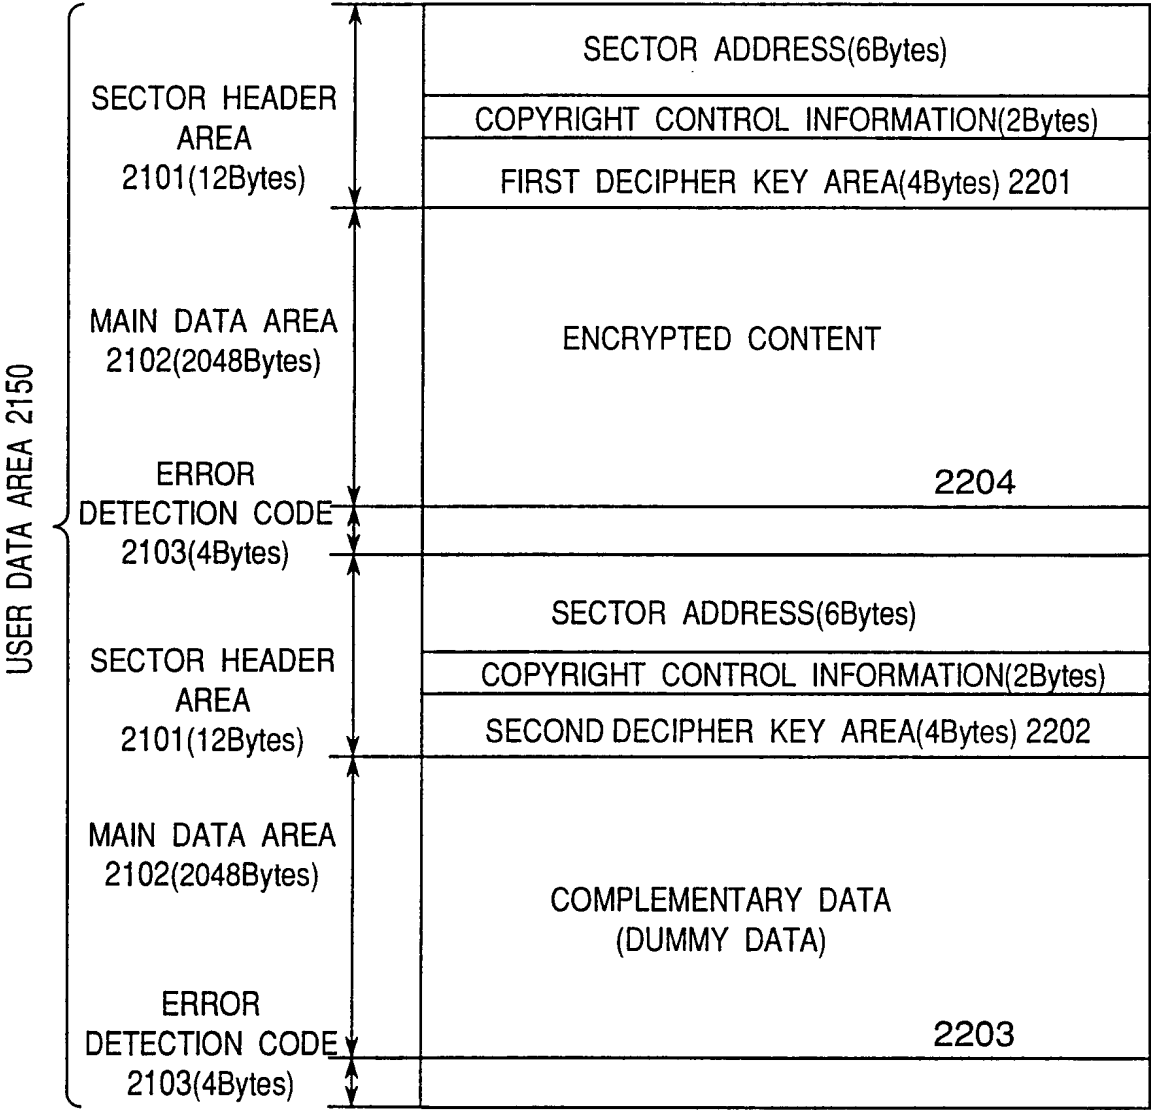 USER DATA AREA 2150
SECTOR HEADER
AREA
2101(12Bytes)
SECTOR ADDRESS(6Bytes)
COPYRIGHT CONTROL INFORMATION(2Bytes)
FIRST DECIPHER KEY AREA(4Bytes) 2201
MAIN DATA AREA
2102(2048Bytes)
ENCRYPTED CONTENT
2204
ERROR
DETECTION CODE
2103(4Bytes)
SECTOR HEADER
AREA
2101(12Bytes)
SECTOR ADDRESS(6Bytes)
COPYRIGHT CONTROL INFORMATION(2Bytes)
SECOND DECIPHER KEY AREA(4Bytes) 2202
MAIN DATA AREA
2102(2048Bytes)
COMPLEMENTARY DATA
(DUMMY DATA)
2203
ERROR
DETECTION CODE
2103(4Bytes)